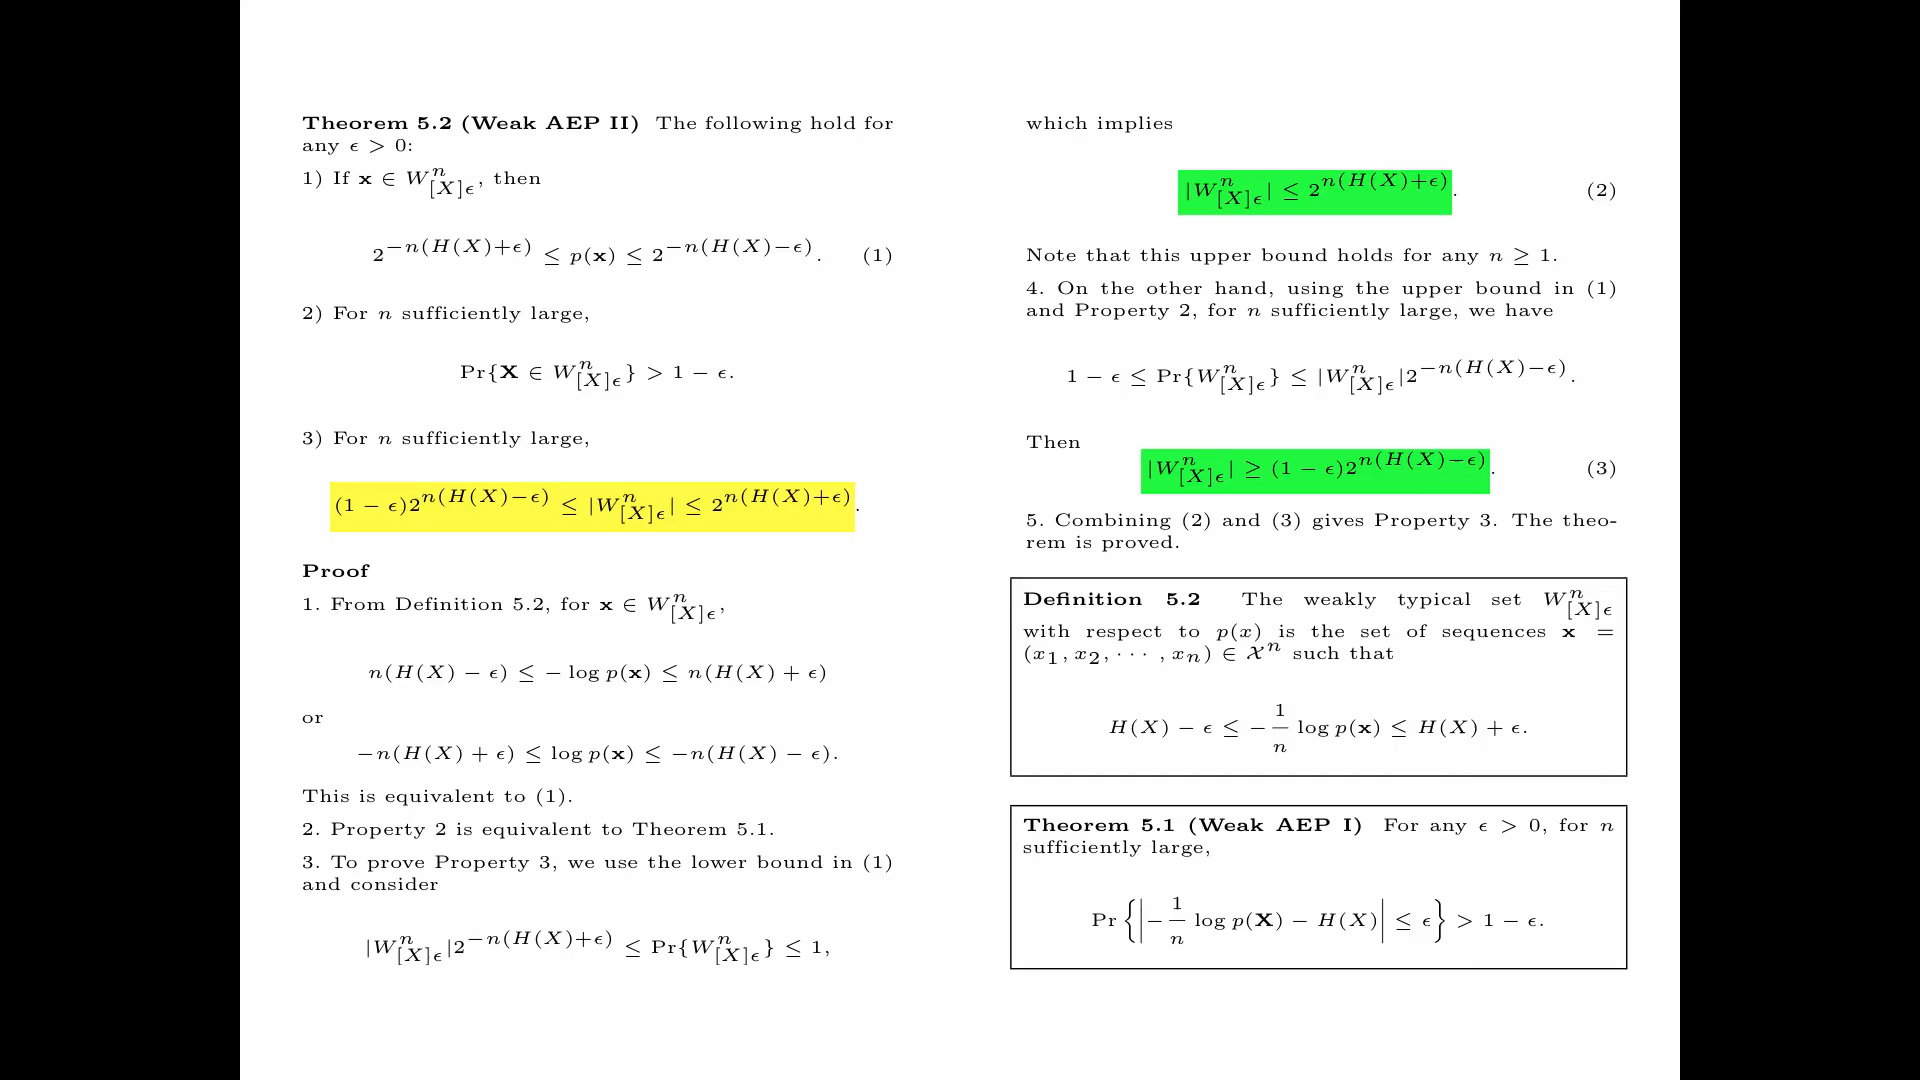 Theorem 5.2 (Weak AEP II) The following hold for
any ϵ > 0:
1) If x ∈ W^n_{[X]ϵ}, then
2^{−n(H(X)+ϵ)} ≤ p(x) ≤ 2^{−n(H(X)−ϵ)}. (1)
2) For n sufficiently large,
Pr{X ∈ W^n_{[X]ϵ}} > 1 − ϵ.
3) For n sufficiently large,
(1 − ϵ)2^{n(H(X)−ϵ)} ≤ |W^n_{[X]ϵ}| ≤ 2^{n(H(X)+ϵ)}.
Proof
1. From Definition 5.2, for x ∈ W^n_{[X]ϵ},
n(H(X) − ϵ) ≤ − log p(x) ≤ n(H(X) + ϵ)
or
−n(H(X) + ϵ) ≤ log p(x) ≤ −n(H(X) − ϵ).
This is equivalent to (1).
2. Property 2 is equivalent to Theorem 5.1.
3. To prove Property 3, we use the lower bound in (1)
and consider
|W^n_{[X]ϵ}|2^{−n(H(X)+ϵ)} ≤ Pr{W^n_{[X]ϵ}} ≤ 1,
which implies
|W^n_{[X]ϵ}| ≤ 2^{n(H(X)+ϵ)}. (2)
Note that this upper bound holds for any n ≥ 1.
4. On the other hand, using the upper bound in (1)
and Property 2, for n sufficiently large, we have
1 − ϵ ≤ Pr{W^n_{[X]ϵ}} ≤ |W^n_{[X]ϵ}|2^{−n(H(X)−ϵ)}.
Then
|W^n_{[X]ϵ}| ≥ (1 − ϵ)2^{n(H(X)−ϵ)}. (3)
5. Combining (2) and (3) gives Property 3. The theo-
rem is proved.
Definition 5.2 The weakly typical set W^n_{[X]ϵ}
with respect to p(x) is the set of sequences x =
(x_1, x_2, · · · , x_n) ∈ 𝒳^n such that
H(X) − ϵ ≤ −\frac{1}{n} log p(x) ≤ H(X) + ϵ.
Theorem 5.1 (Weak AEP I) For any ϵ > 0, for n
sufficiently large,
Pr{|−\frac{1}{n} log p(X) − H(X)| ≤ ϵ} > 1 − ϵ.